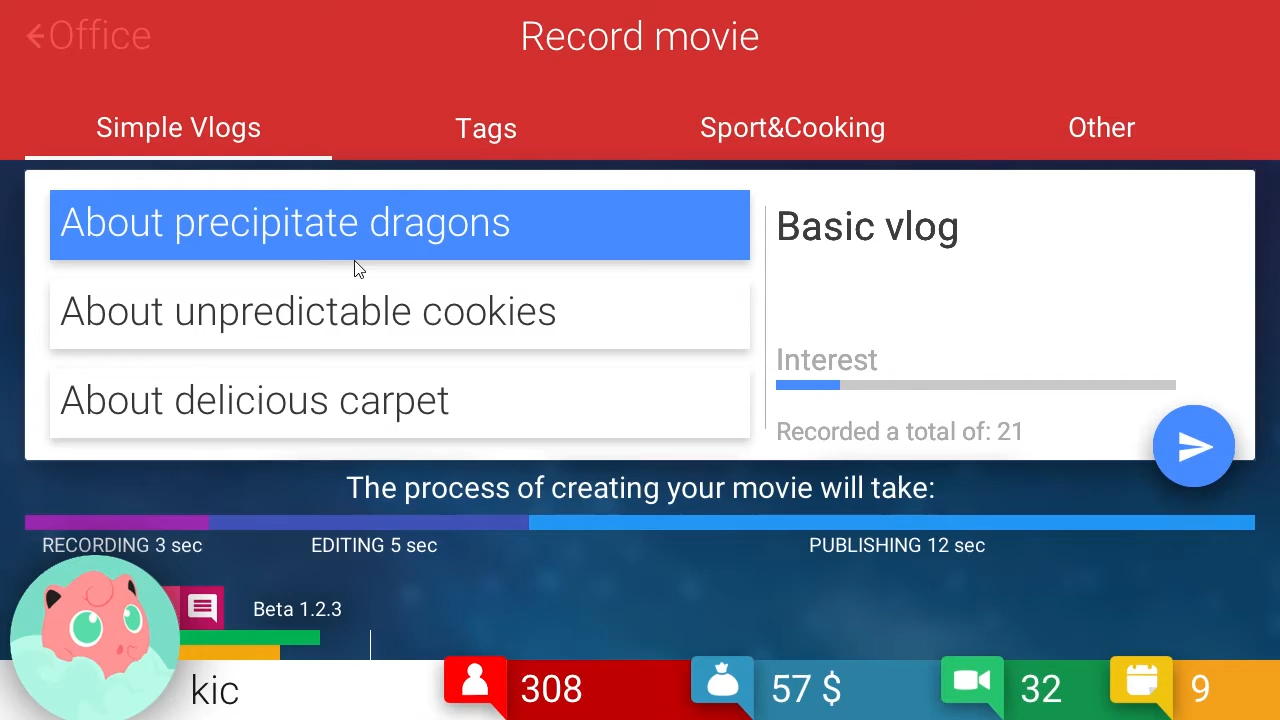 Office
Record movie
Simple Vlogs
Tags
Sport&Cooking
Other
About precipitate dragons
About unpredictable cookies
About delicious carpet
Basic vlog
Interest
Recorded a total of: 21
The process of creating your movie will take:
RECORDING 3 sec
EDITING 5 sec
PUBLISHING 12 sec
Beta 1.2.3
kic
308
57 $
32
9